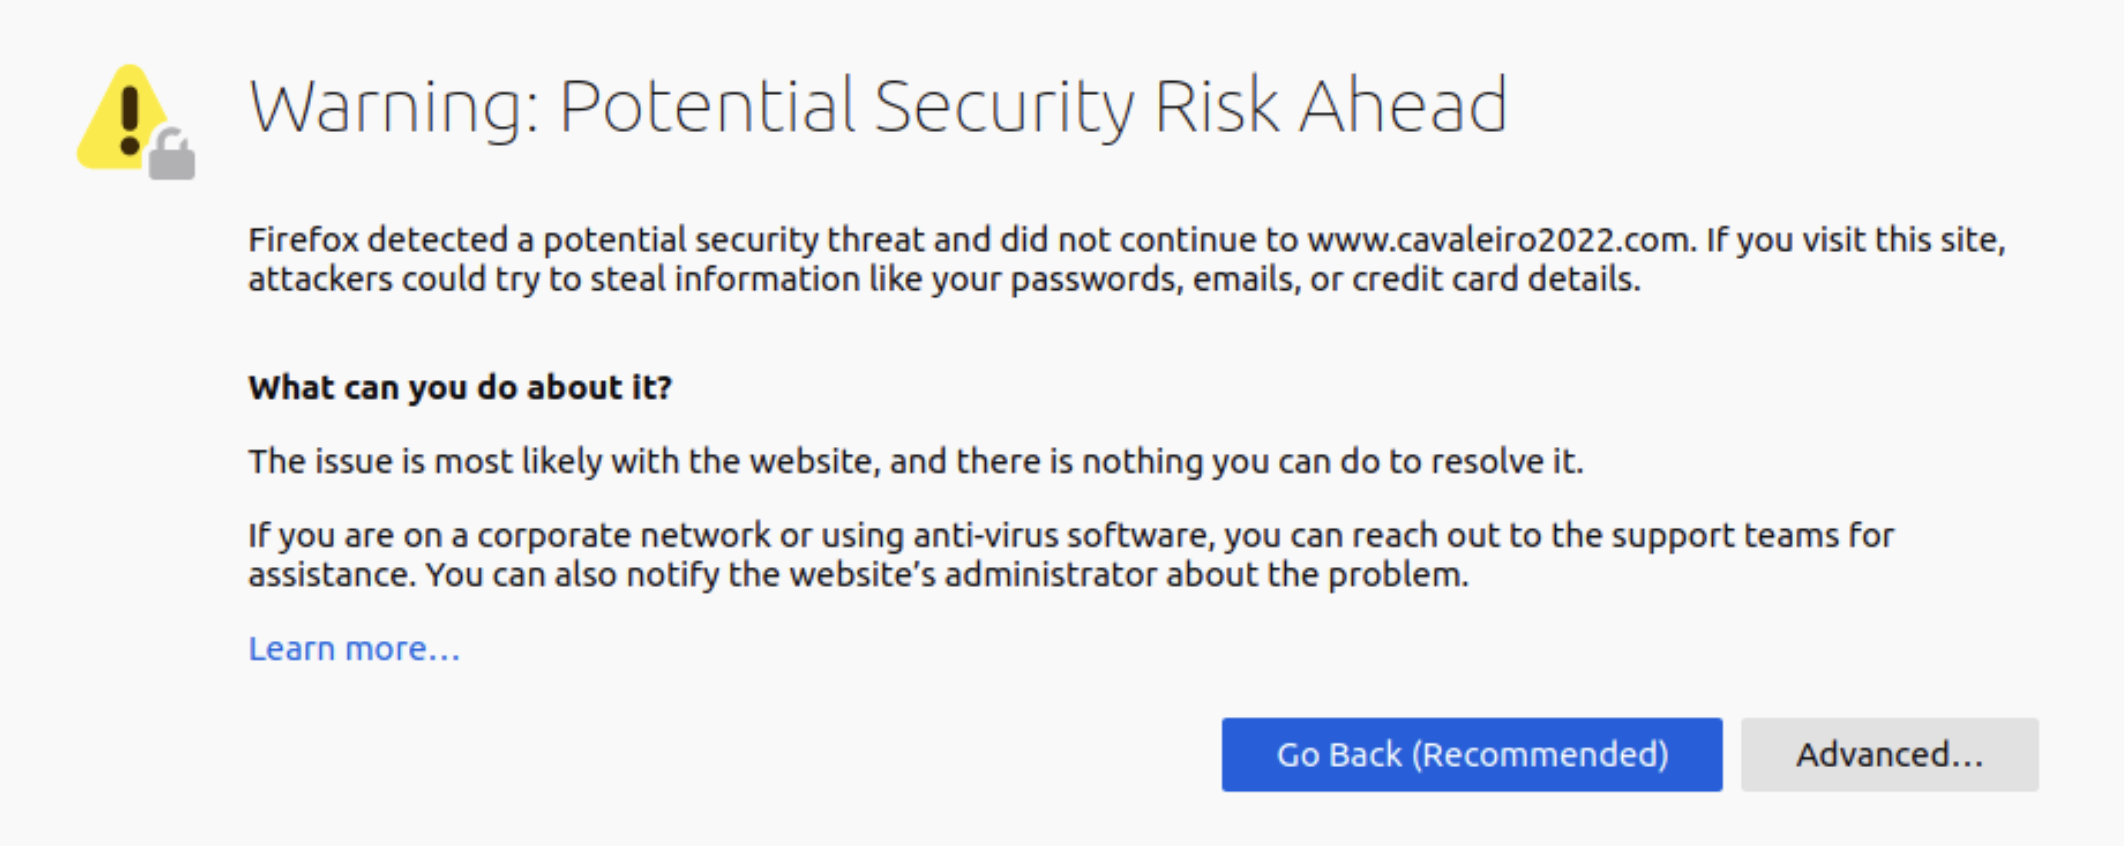 Warning: Potential Security Risk Ahead
Firefox detected a potential security threat and did not continue to www.cavaleiro2022.com. If you visit this site,
attackers could try to steal information like your passwords, emails, or credit card details.
What can you do about it?
The issue is most likely with the website, and there is nothing you can do to resolve it.
If you are on a corporate network or using anti-virus software, you can reach out to the support teams for
assistance. You can also notify the website’s administrator about the problem.
Learn more…
Go Back (Recommended)
Advanced…